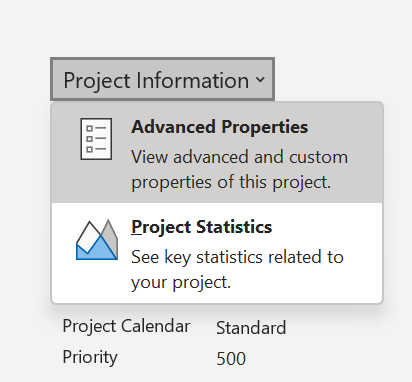 Project Information
Advanced Properties
View advanced and custom
properties of this project.
Project Statistics
See key statistics related to
your project.
Project Calendar Standard
Priority 500